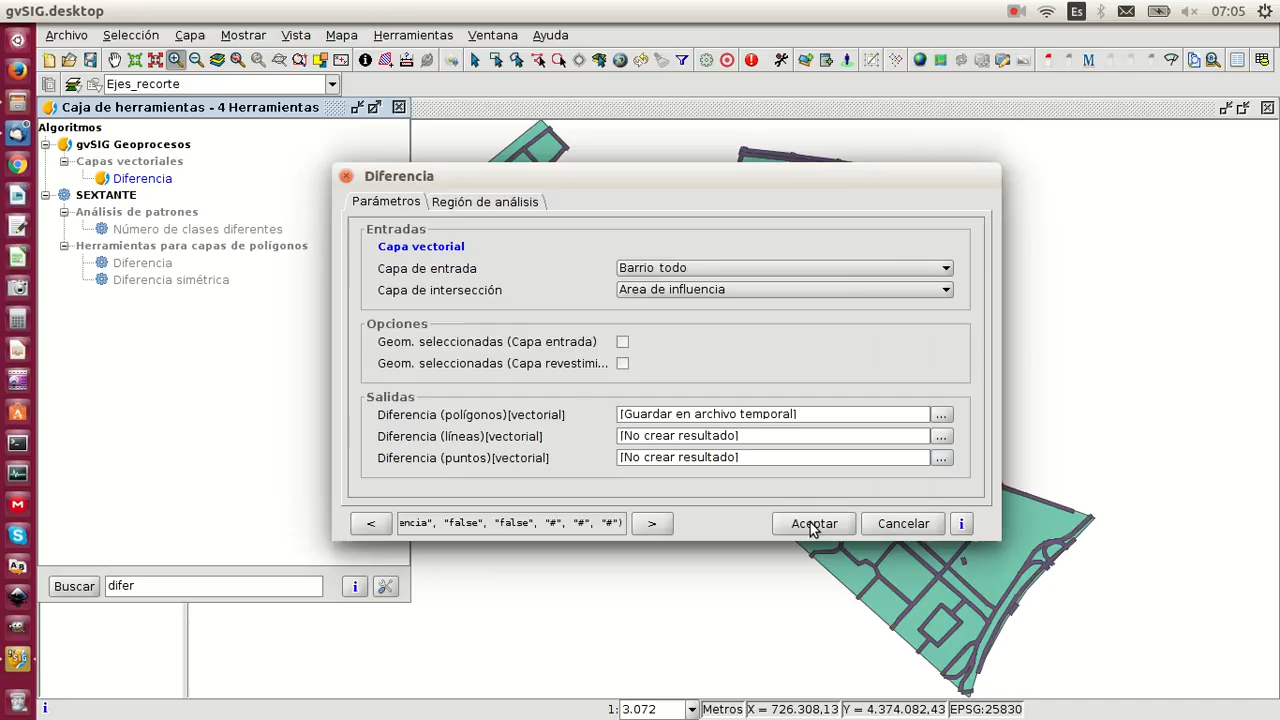 gvSIG.desktop
Es
07:05
Archivo Selección Capa Mostrar Vista Mapa Herramientas Ventana Ayuda
Ejes_recorte
Caja de herramientas - 4 Herramientas
Algoritmos
gvSIG Geoprocesos
Capas vectoriales
Diferencia
SEXTANTE
Análisis de patrones
Número de clases diferentes
Herramientas para capas de polígonos
Diferencia
Diferencia simétrica
Buscar difer
Diferencia
Parámetros Región de análisis
Entradas
Capa vectorial
Capa de entrada Barrio todo
Capa de intersección Area de influencia
Opciones
Geom. seleccionadas (Capa entrada)
Geom. seleccionadas (Capa revestimi...
Salidas
Diferencia (polígonos)[vectorial] [Guardar en archivo temporal] ...
Diferencia (líneas)[vectorial] [No crear resultado] ...
Diferencia (puntos)[vectorial] [No crear resultado] ...
< encia", "false", "false", "#", "#", "#") > Aceptar Cancelar
1: 3.072 Metros X = 726.308,13 Y = 4.374.082,43 EPSG:25830